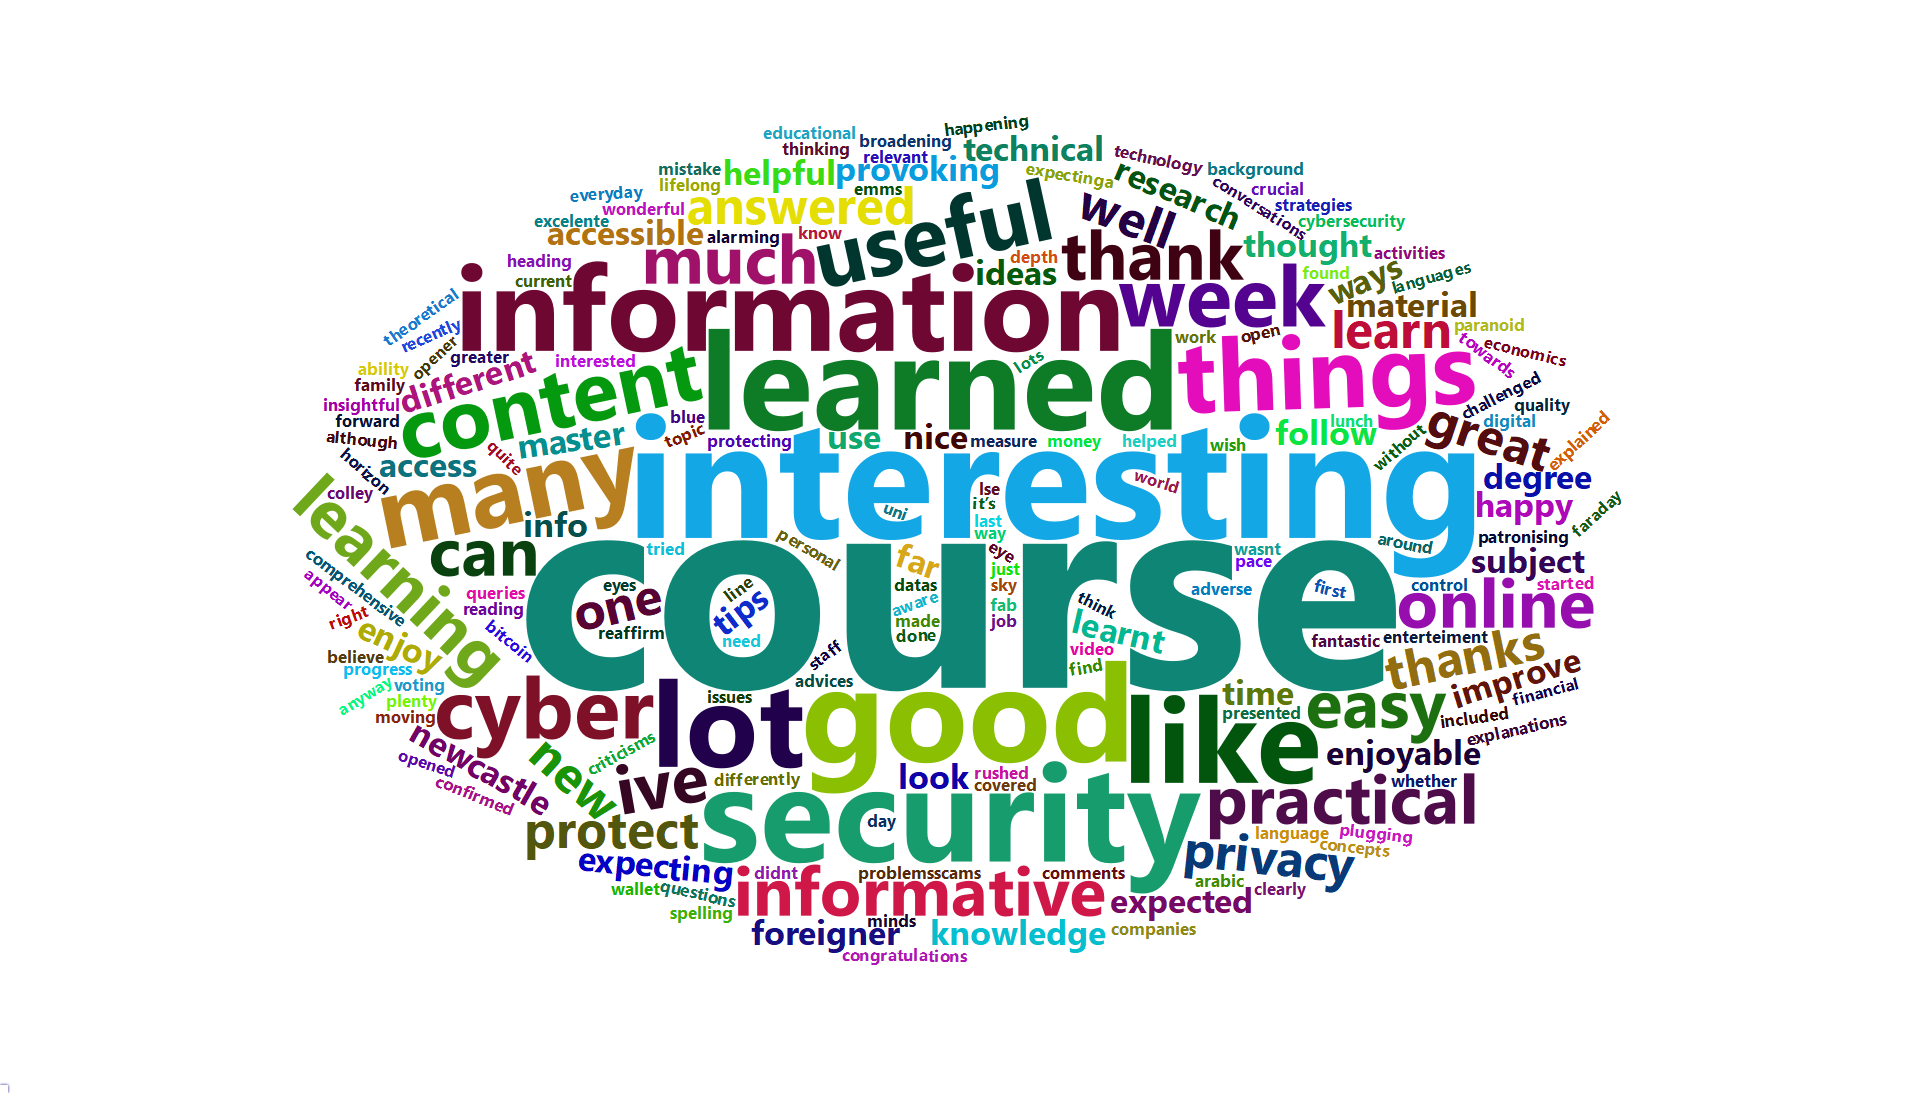 happening
educational
broadening
thinking
relevant
technical
technology
background
mistake
helpful
provoking
expectinga
research
conversations
crucial
lifelong
emms
everyday
wonderful
answered
useful
well
strategies
cybersecurity
excelente
accessible
alarming
know
much
thank
thought
activities
heading
depth
ideas
found
ways
languages
current
information
week
material
theoretical
recently
opener
greater
interested
learned
lots
work
open
learn
paranoid
towards
economics
ability
family
different
content
things
challenged
insightful
forward
although
blue
topic
protecting
use
nice
measure
money
helped
wish
follow
lunch
without
great
digital
quality
explained
horizon
access
quite
master
many
interesting
world
degree
colley
info
uni
lse
it's
last
way
happy
faraday
patronising
learning
can
tried
personal
far
eye
just
wasnt
pace
around
subject
comprehensive
appear
queries
reading
eyes
one
line
tips
datas
sky
aware
fab
think
adverse
first
control
started
online
right
bitcoin
reaffirm
need
course
made
done
job
learnt
video
find
fantastic
enterteiment
thanks
enjoy
believe
progress
voting
anyway
plenty
moving
staff
advices
issues
cyber
lot
good
like
time
presented
easy
improve
financial
included
explanations
newcastle
opened
confirmed
new
criticisms
ive
differently
look
rushed
covered
enjoyable
whether
protect
security
day
practical
language
plugging
concepts
privacy
expecting
didnt
problemsscams
comments
arabic
clearly
wallet
questions
informative
expected
spelling
minds
foreigner
knowledge
companies
congratulations